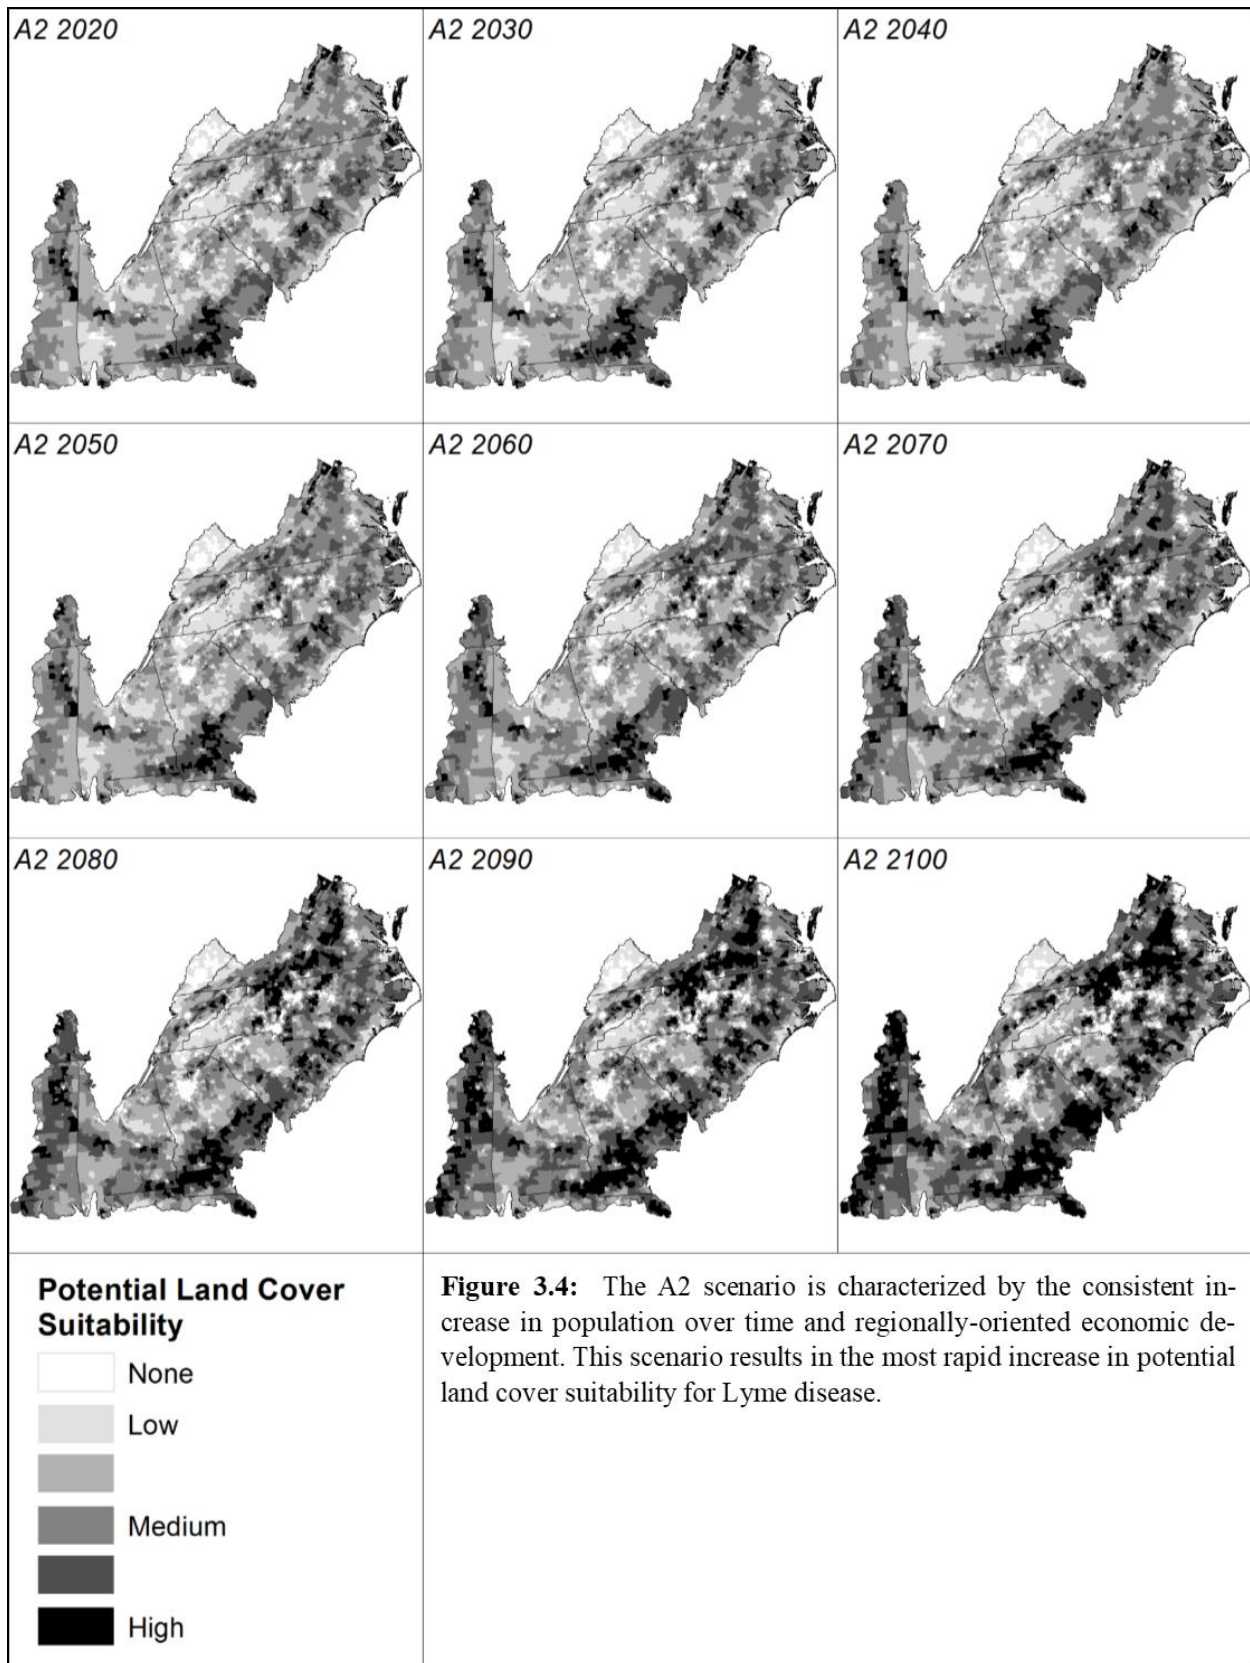 A2 2020
A2 2030
A2 2040
A2 2050
A2 2060
A2 2070
A2 2080
A2 2090
A2 2100
Potential Land Cover
Suitability
None
Low
Medium
High
Figure 3.4: The A2 scenario is characterized by the consistent in-
crease in population over time and regionally-oriented economic de-
velopment. This scenario results in the most rapid increase in potential
land cover suitability for Lyme disease.